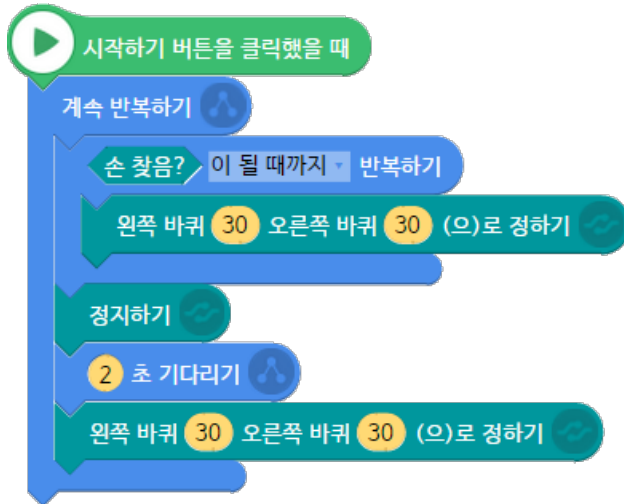 시작하기 버튼을 클릭했을 때
계속 반복하기
손 찾음? 이 될 때까지 반복하기
왼쪽 바퀴 30 오른쪽 바퀴 30 (으)로 정하기
정지하기
2 초 기다리기
왼쪽 바퀴 30 오른쪽 바퀴 30 (으)로 정하기